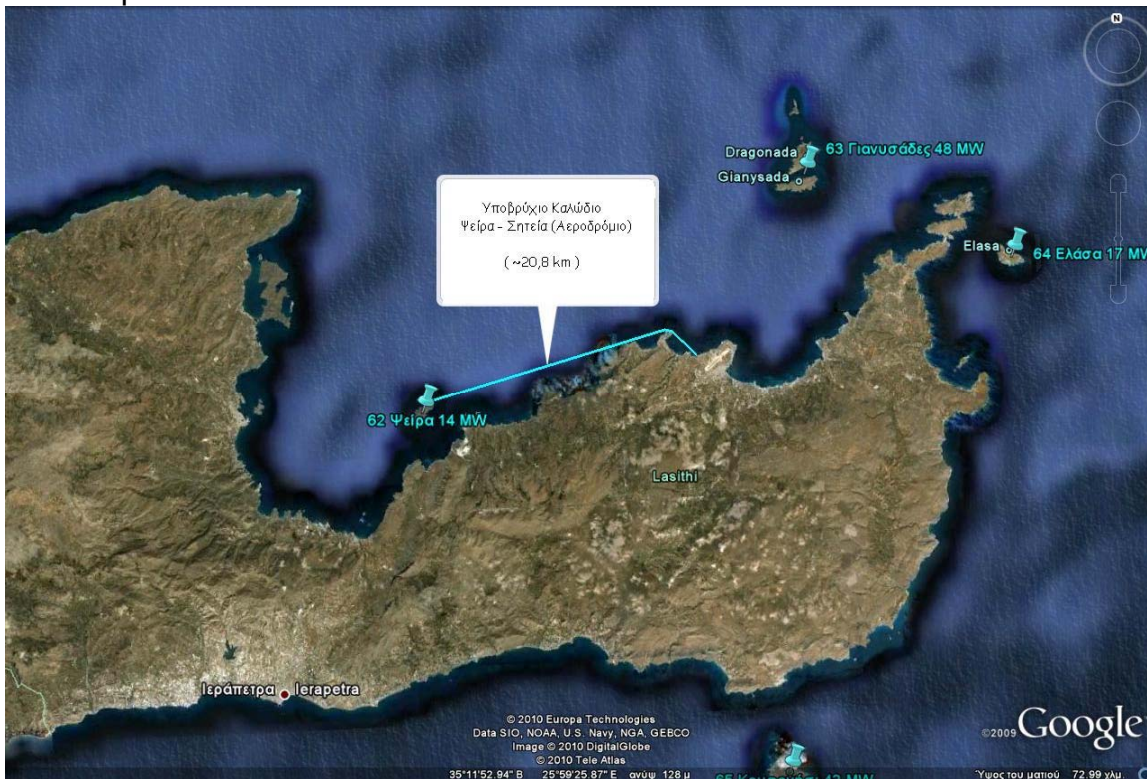 N
Dragonada
63 Γιανυσάδες 48 MW
Gianysada
Υποβρύχιο Καλώδιο
Ψείρα - Σητεία (Αεροδρόμιο)
( ~20,8 km )
Elasa
64 Ελάσα 17 MW
62 Ψείρα 14 MW
Lasithi
Ιεράπετρα Ierapetra
© 2010 Europa Technologies
Data SIO, NOAA, U.S. Navy, NGA, GEBCO
Image © 2010 DigitalGlobe
© 2010 Tele Atlas
©2009 Google
35°11'52.94" Β 25°59'25.87" Ε ανύψ 128 μ
Ύψος του ματιού 72.99 χλμ